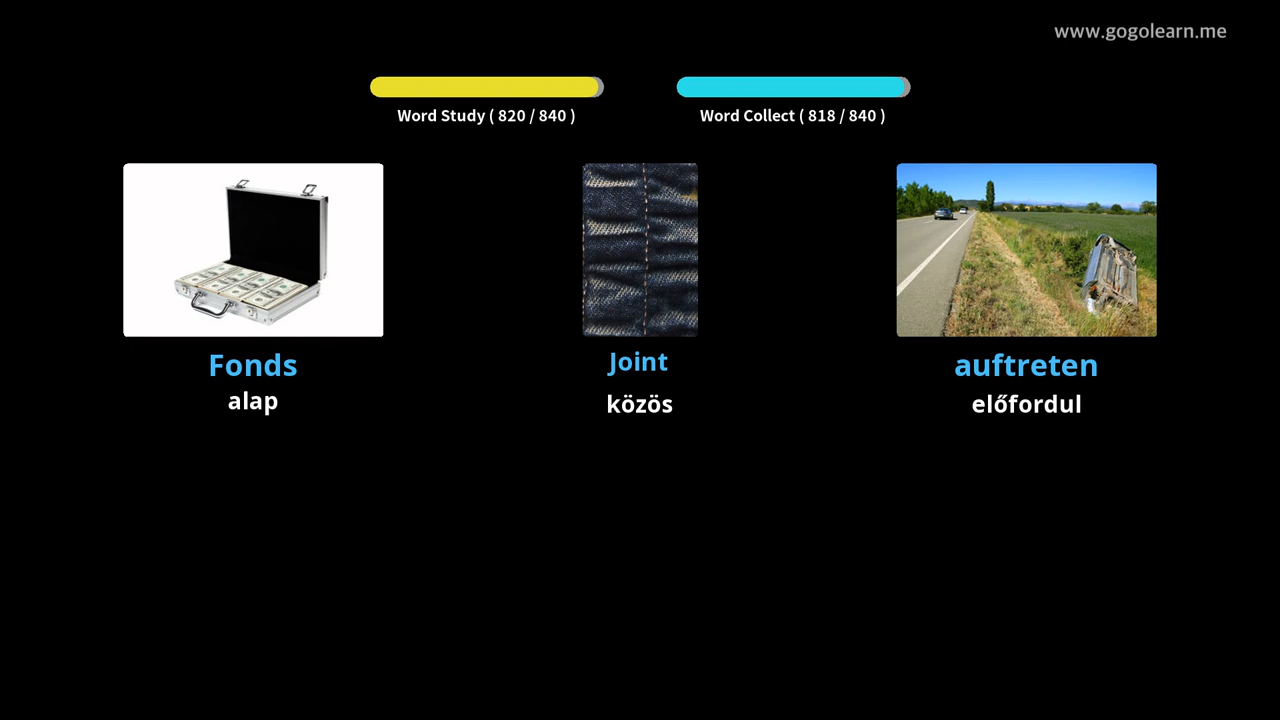 www.gogolearn.me
Word Study ( 820 / 840 )
Word Collect ( 818 / 840 )
Fonds
Joint
auftreten
alap
közös
előfordul